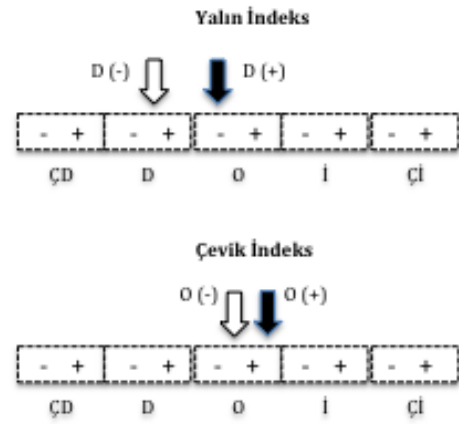 Yalın İndeks
D (-) D (+)
- + - + - + - + - +
ÇD D O İ Çİ
Çevik İndeks
O (-) O (+)
- + - + - + - + - +
ÇD D O İ Çİ